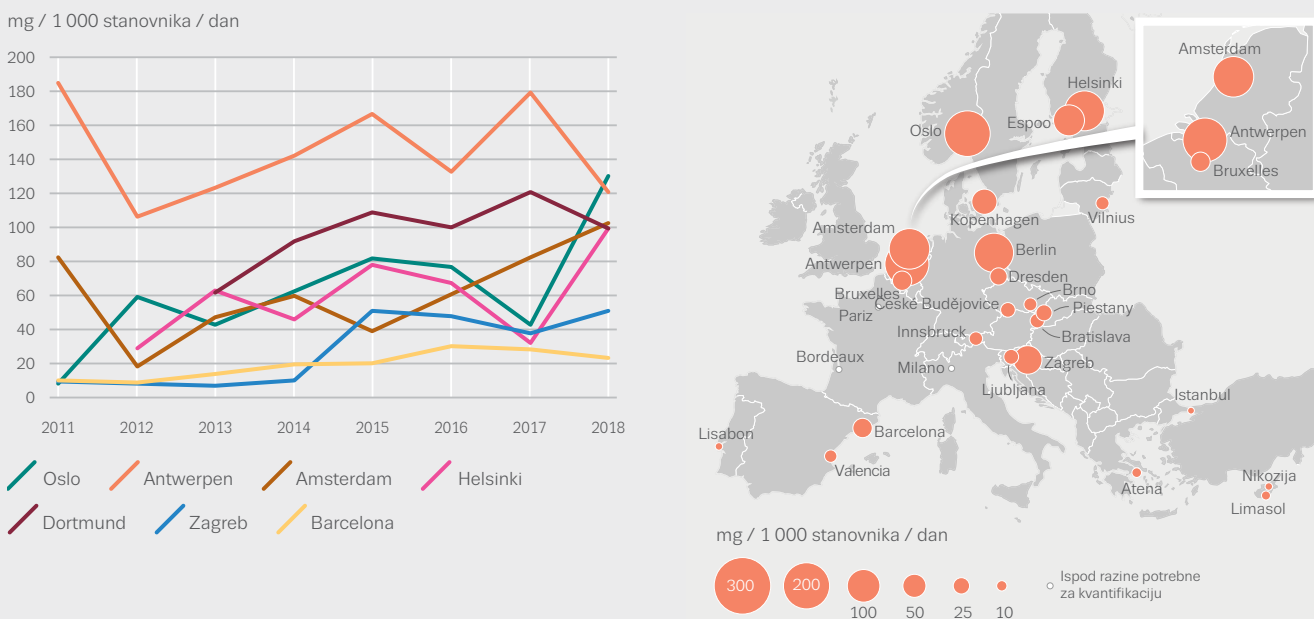 mg / 1 000 stanovnika / dan
200
180
160
140
120
100
80
60
40
20
0
2011 2012 2013 2014 2015 2016 2017 2018
Oslo Antwerpen Amsterdam Helsinki
Dortmund Zagreb Barcelona
Amsterdam
Antwerpen
Bruxelles
Helsinki
Espoo
Oslo
Kopenhagen
Vilnius
Amsterdam
Berlin
Antwerpen
Dresden
Bruxelles
České Budějovice
Brno
Pariz
Piestany
Innsbruck
Bratislava
Bordeaux
Milano
Zagreb
Ljubljana
Istanbul
Lisabon
Barcelona
Valencia
Atena
Nikozija
Limasol
mg / 1 000 stanovnika / dan
300 200 100 50 25 10
Ispod razine potrebne
za kvantifikaciju